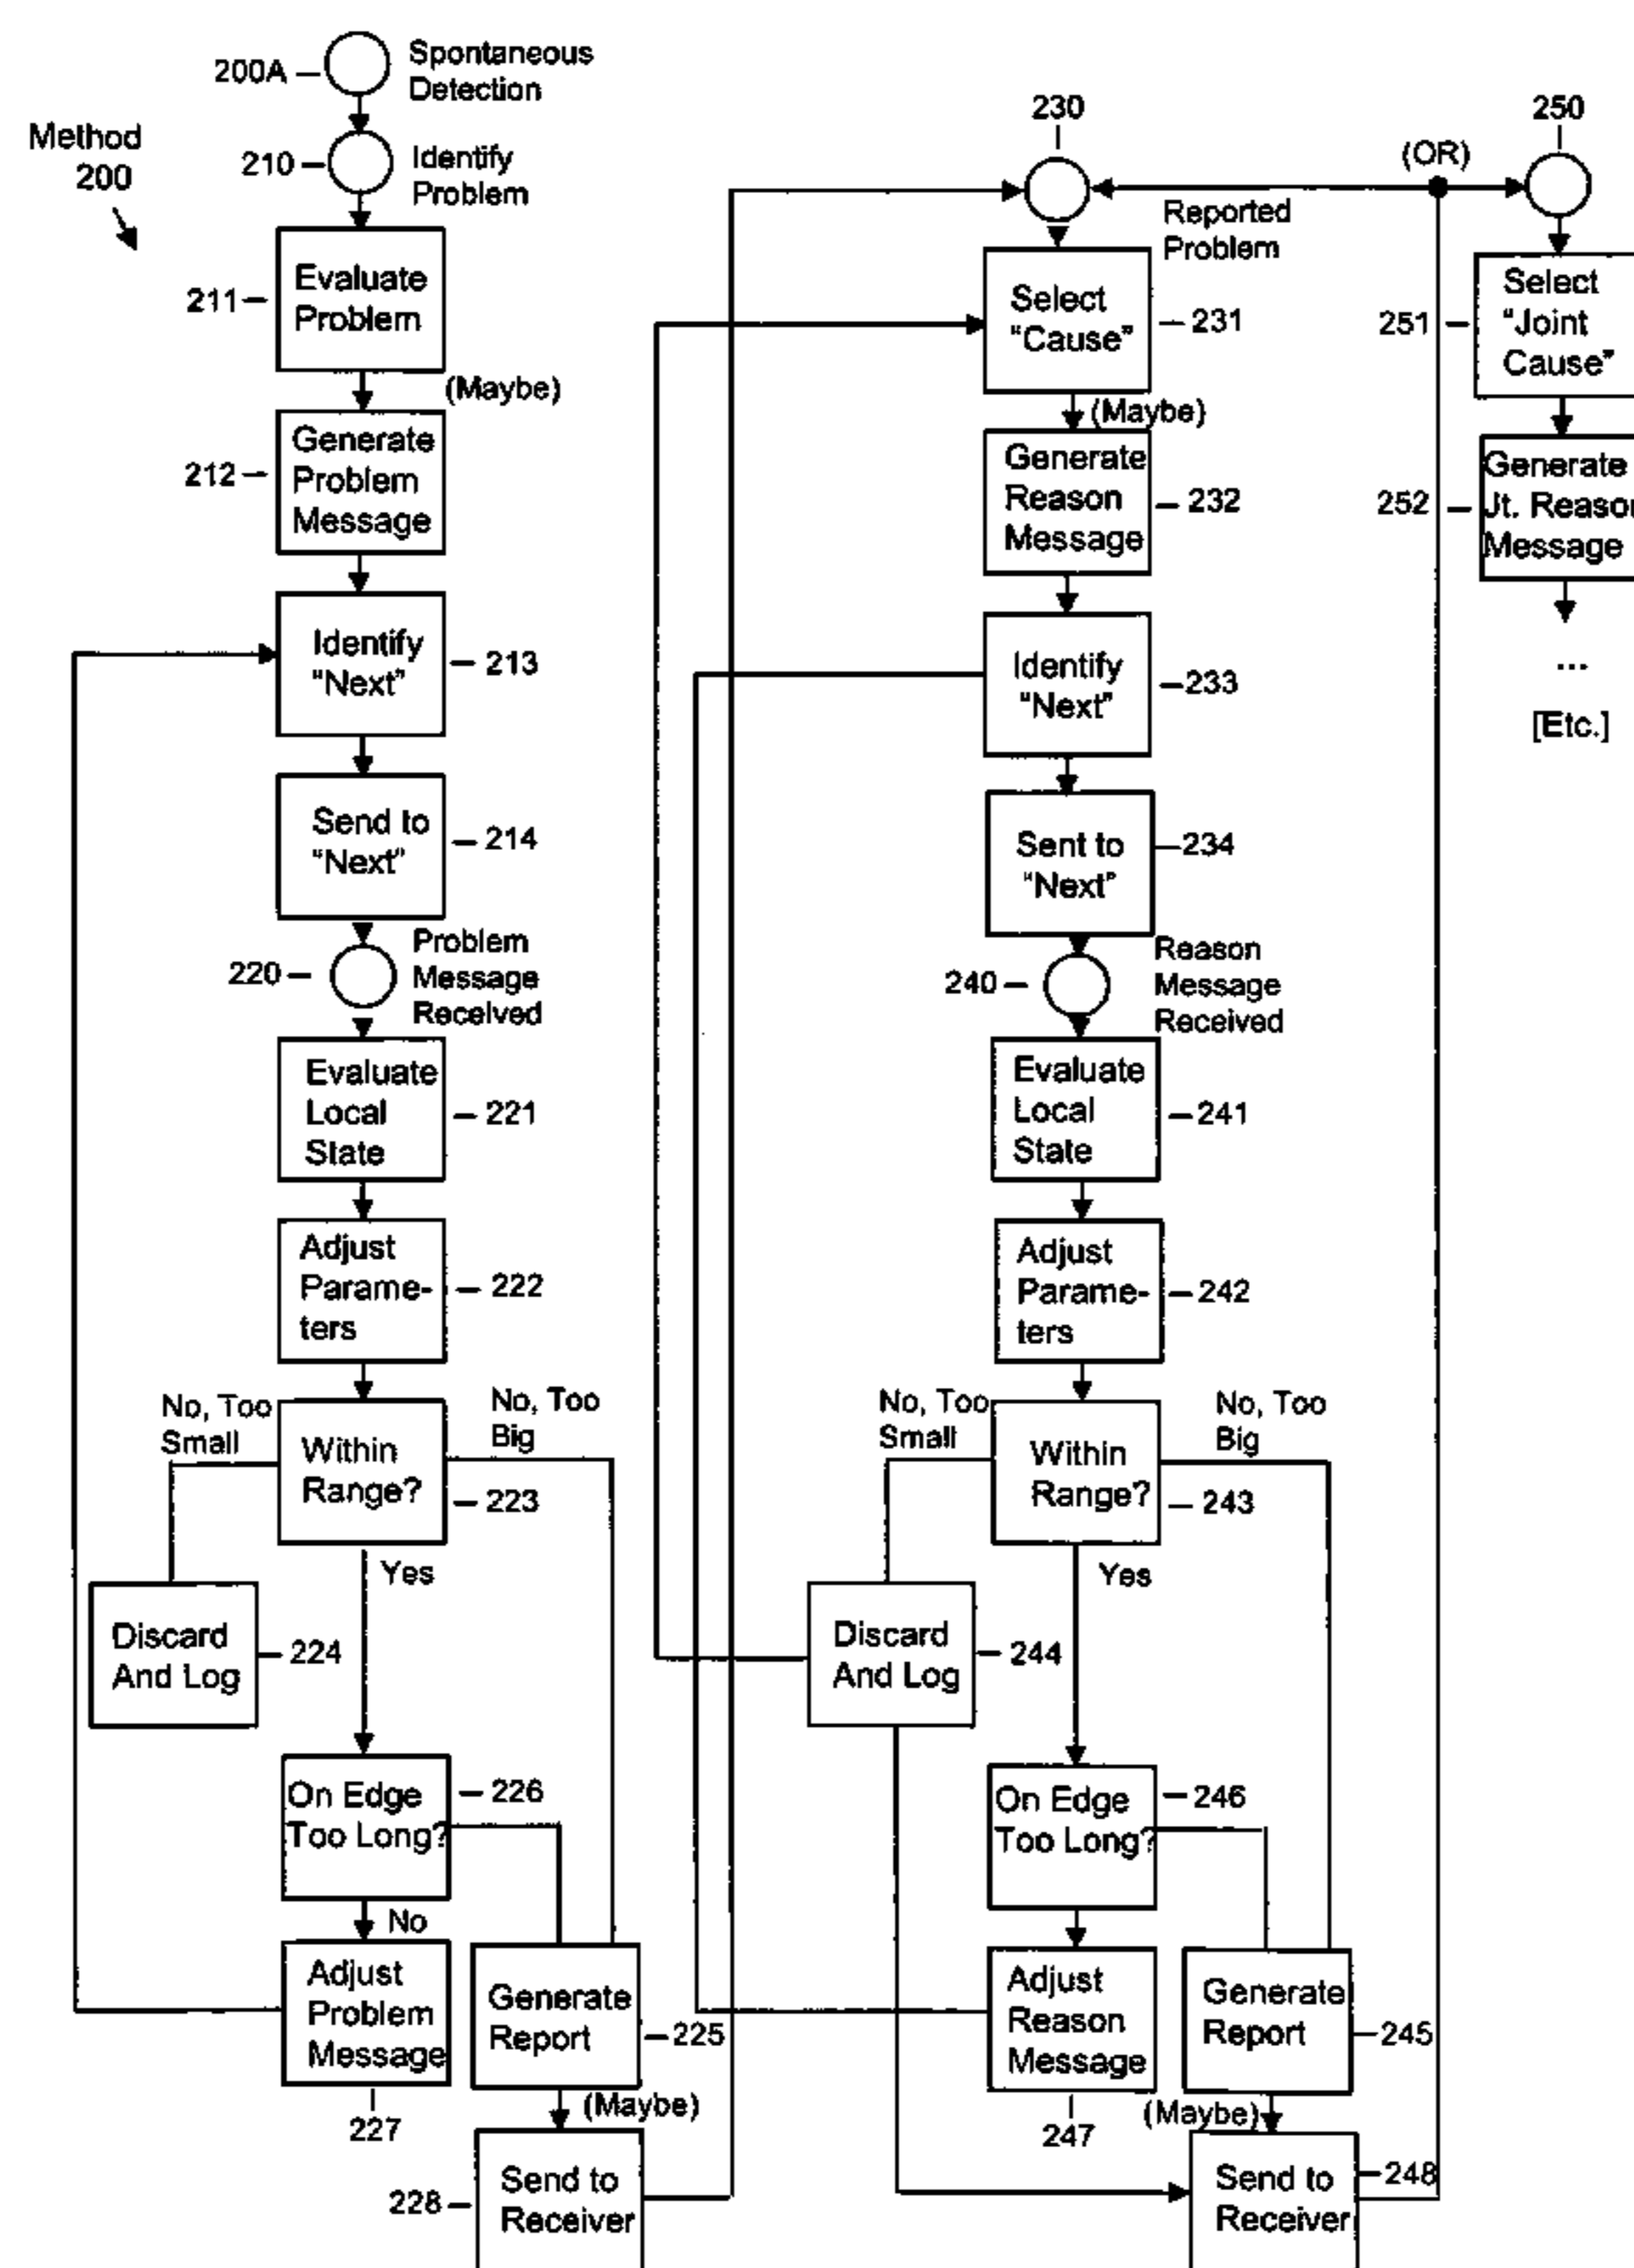 200A
Spontaneous
Detection
Method
200
210
Identify
Problem
Evaluate
Problem
211
(Maybe)
Generate
Problem
Message
212
Identify
"Next"
213
Send to
"Next"
214
220
Problem
Message
Received
Evaluate
Local
State
221
Adjust
Parame-
ters
222
No, Too
Small
No, Too
Big
Within
Range?
223
Yes
Discard
And Log
224
On Edge
Too Long?
226
No
Adjust
Problem
Message
227
Generate
Report
225
(Maybe)
228
Send to
Receiver
230
Reported
Problem
Select
"Cause"
231
(Maybe)
Generate
Reason
Message
232
Identify
"Next"
233
Sent to
"Next"
234
240
Reason
Message
Received
Evaluate
Local
State
241
Adjust
Parame-
ters
242
No, Too
Small
No, Too
Big
Within
Range?
243
Yes
Discard
And Log
244
On Edge
Too Long?
246
Adjust
Reason
Message
247
Generate
Report
245
(Maybe)
Send to
Receiver
248
(OR)
250
Select
"Joint
Cause"
251
Generate
Jt. Reason
Message
252
...
[Etc.]